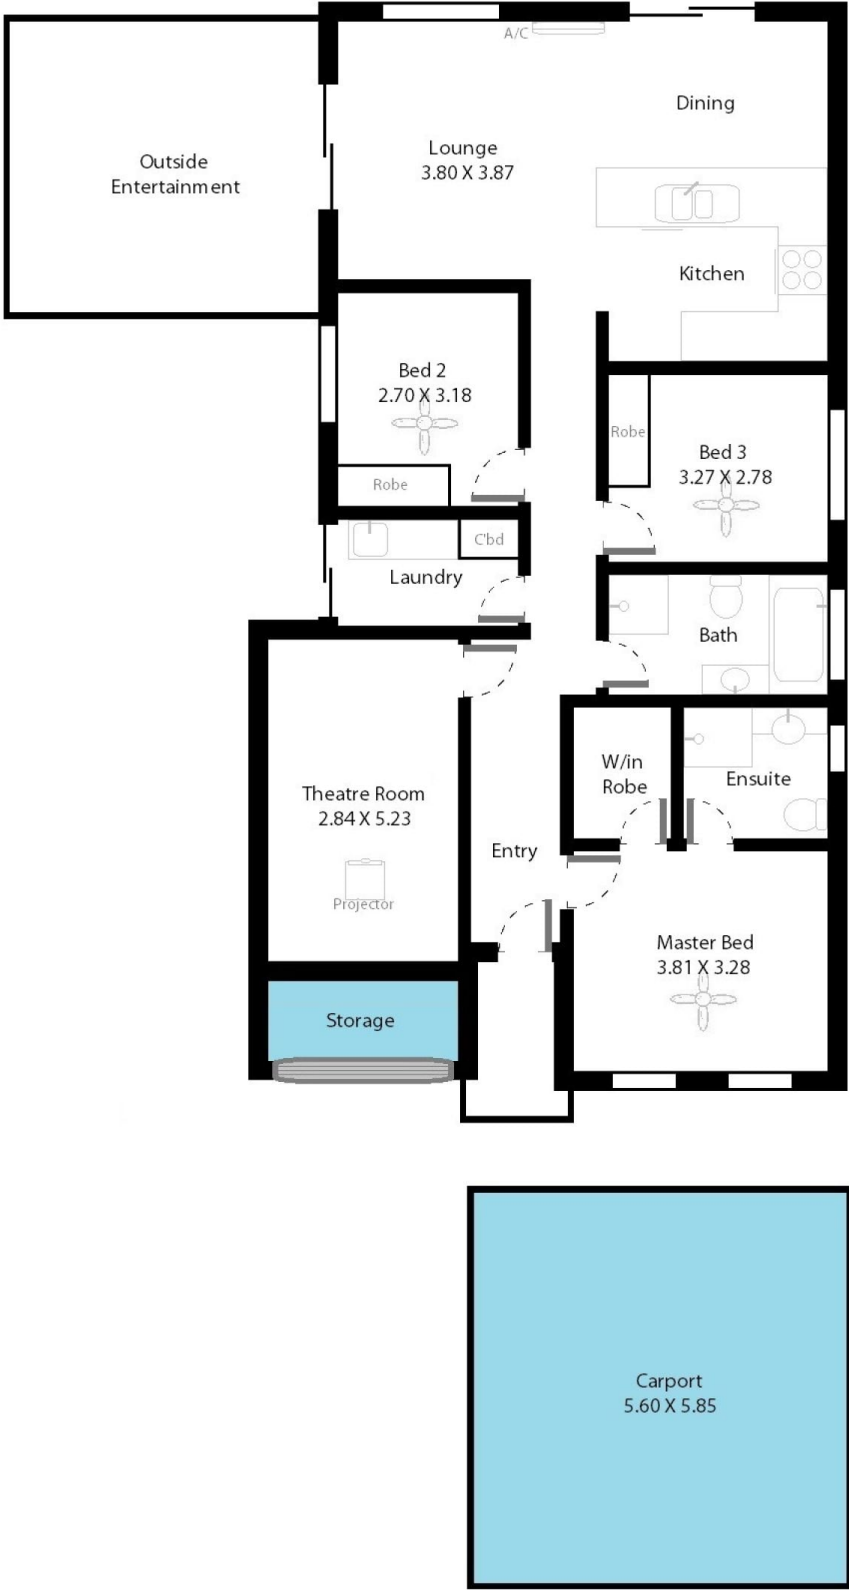 A/C
Dining
Lounge
3.80 X 3.87
Outside
Entertainment
Kitchen
Bed 2
2.70 X 3.18
Robe
Robe
Bed 3
3.27 X 2.78
C'bd
Laundry
Bath
W/in
Robe
Ensuite
Theatre Room
2.84 X 5.23
Projector
Entry
Master Bed
3.81 X 3.28
Storage
Carport
5.60 X 5.85